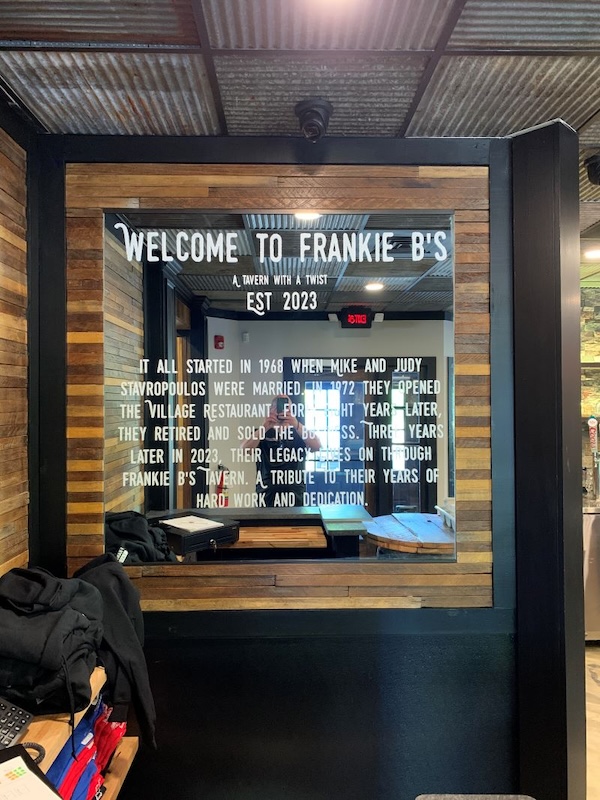 WELCOME TO FRANKIE B'S
A TAVERN WITH A TWIST
EST 2023
IT ALL STARTED IN 1968 WHEN MIKE AND JUDY
STAVROPOULOS WERE MARRIED. IN 1972 THEY OPENED
THE VILLAGE RESTAURANT. FORTY EIGHT YEARS LATER,
THEY RETIRED AND SOLD THE BUSINESS. THREE YEARS
LATER IN 2023, THEIR LEGACY LIVES ON THROUGH
FRANKIE B'S TAVERN. A TRIBUTE TO THEIR YEARS OF
HARD WORK AND DEDICATION.